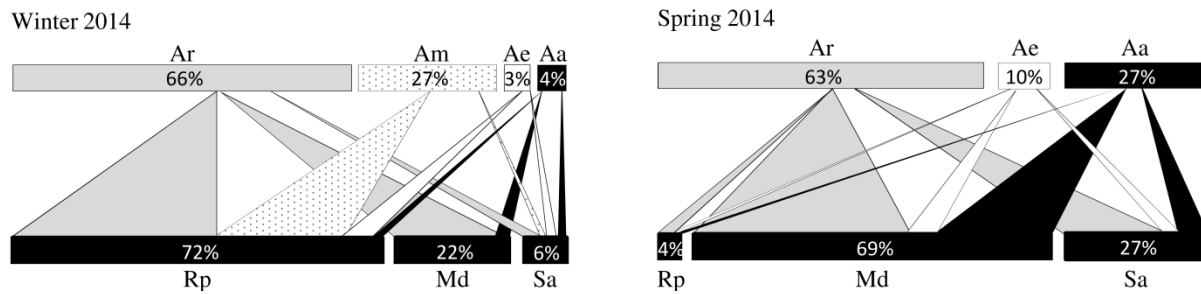 Winter 2014
Ar Am Ae Aa
66% 27% 3% 4%
72% 22% 6%
Rp Md Sa
Spring 2014
Ar Ae Aa
63% 10% 27%
4% 69% 27%
Rp Md Sa